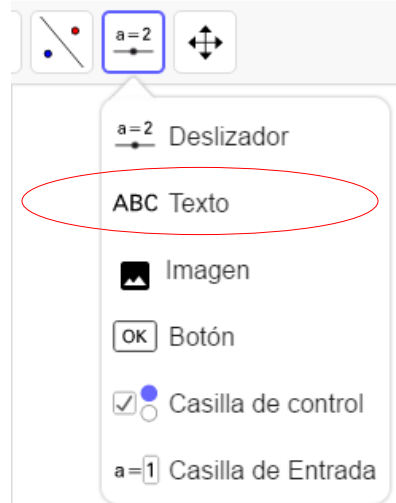 a=2
a=2 Deslizador
ABC Texto
Imagen
OK Botón
Casilla de control
a=1 Casilla de Entrada